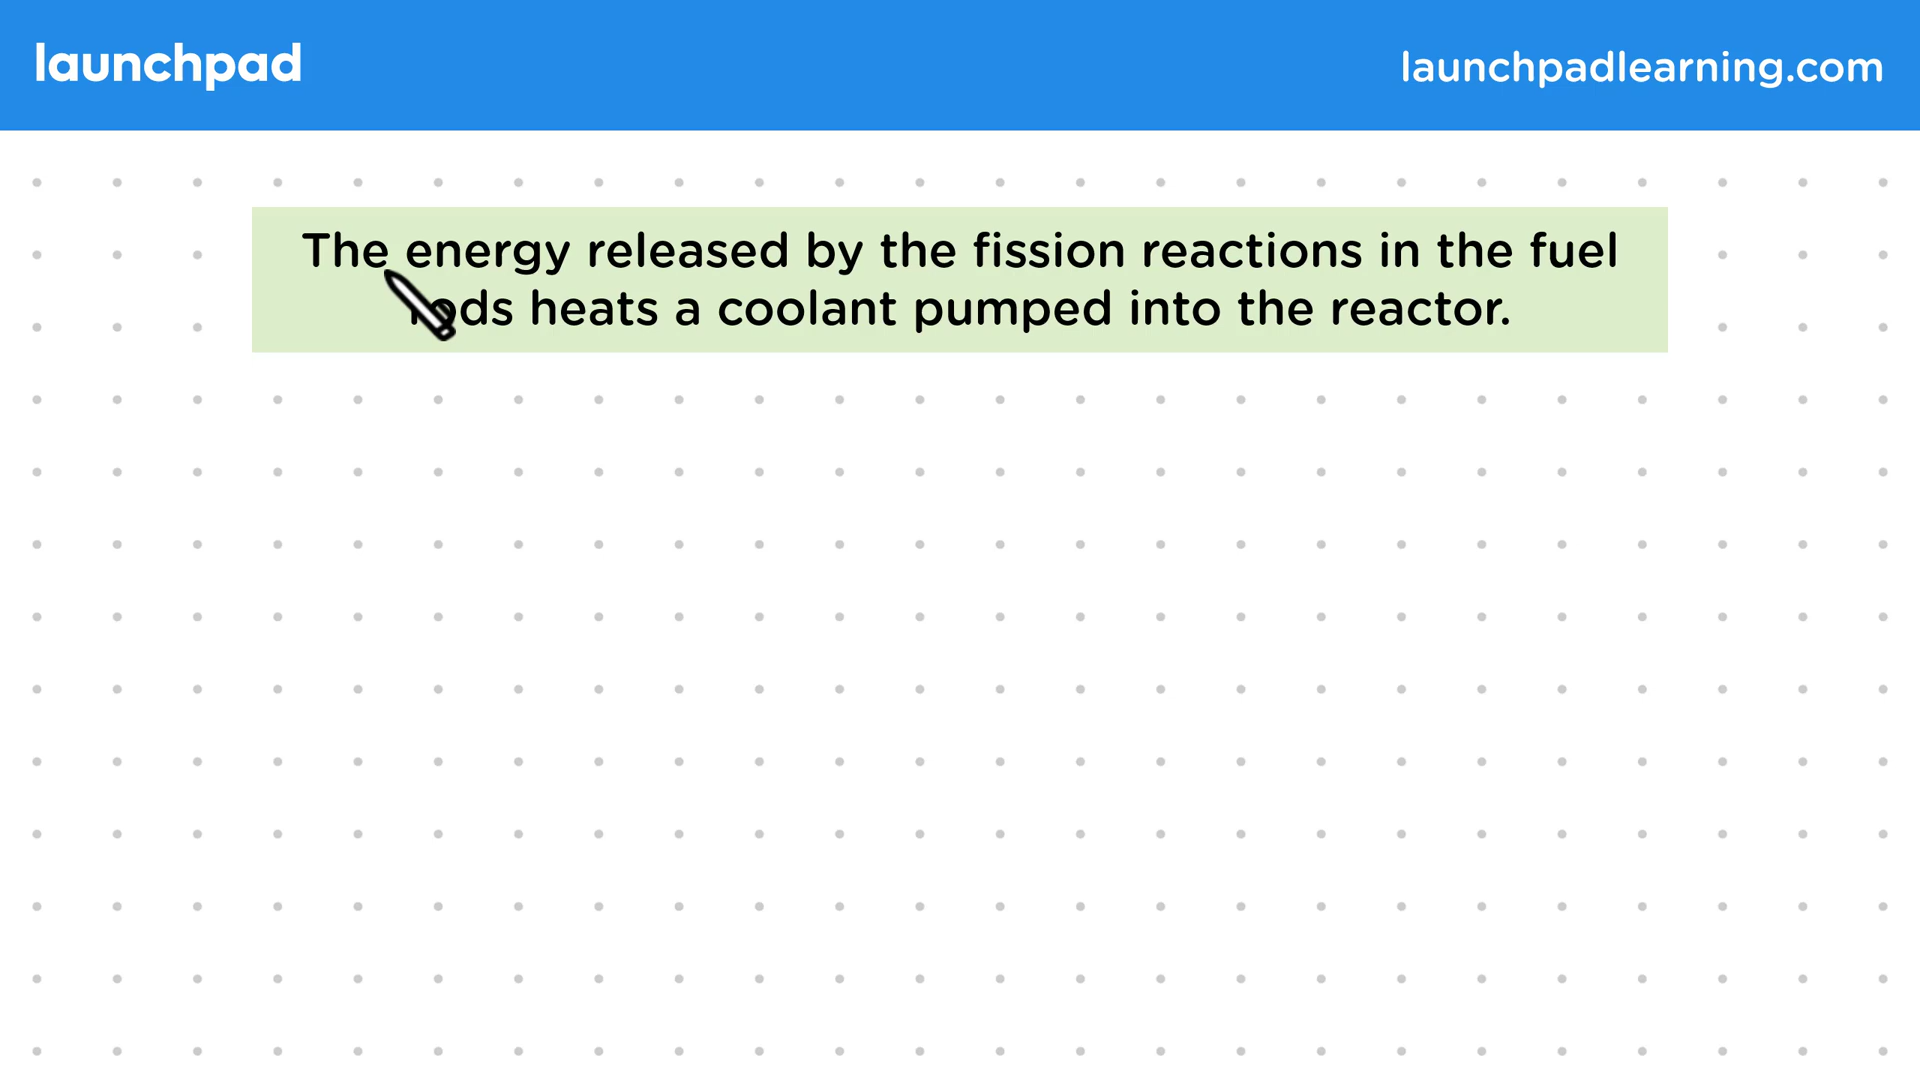 launchpad
launchpadlearning.com
The energy released by the fission reactions in the fuel
rods heats a coolant pumped into the reactor.